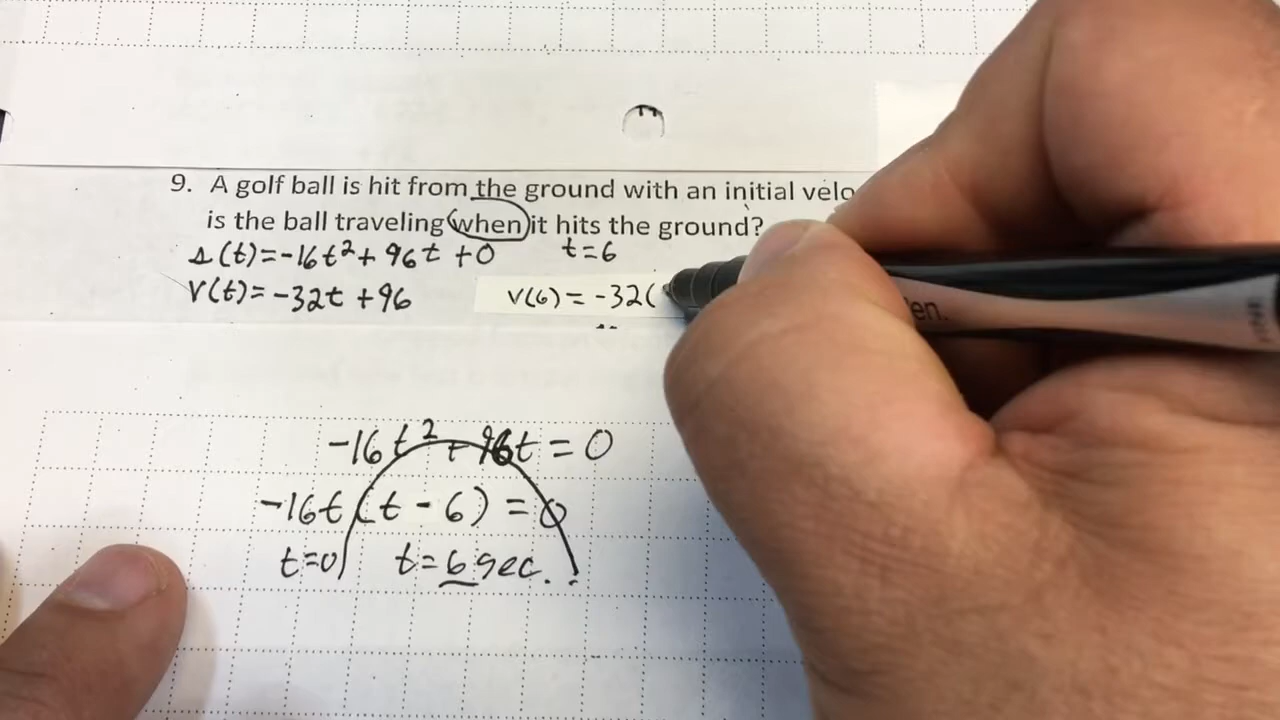 9. A golf ball is hit from the ground with an initial velo
is the ball traveling when it hits the ground?
s(t)=-16t²+96t+0 t=6
v(t)=-32t+96 v(6)=-32(
en.
-16t²+96t=0
-16t(t-6)=0
t=0 t=6 sec.